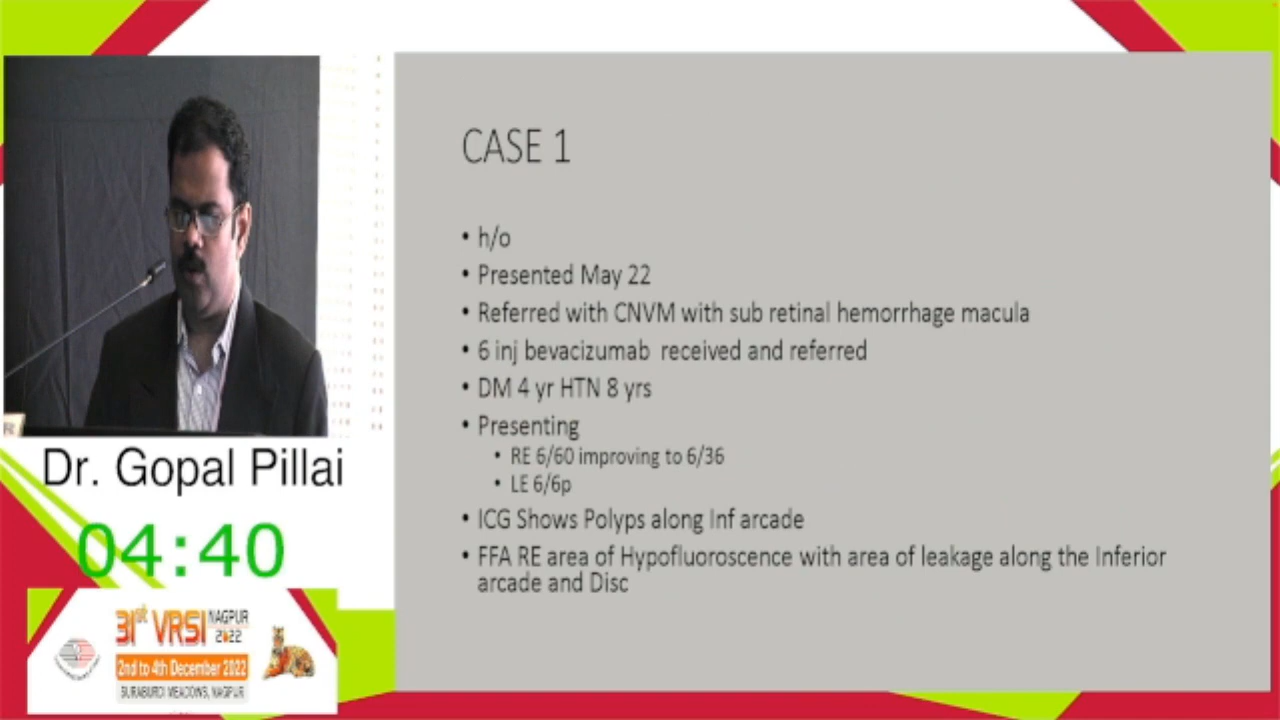 CASE 1
• h/o
• Presented May 22
• Referred with CNVM with sub retinal hemorrhage macula
• 6 inj bevacizumab received and referred
• DM 4 yr HTN 8 yrs
• Presenting
• RE 6/60 improving to 6/36
• LE 6/6p
• ICG Shows Polyps along Inf arcade
• FFA RE area of Hypofluoroscence with area of leakage along the Inferior
arcade and Disc
Dr. Gopal Pillai
04:40
31st VRSI NAGPUR
2022
2nd to 4th December 2022
SURABURDI MEADOWS, NAGPUR